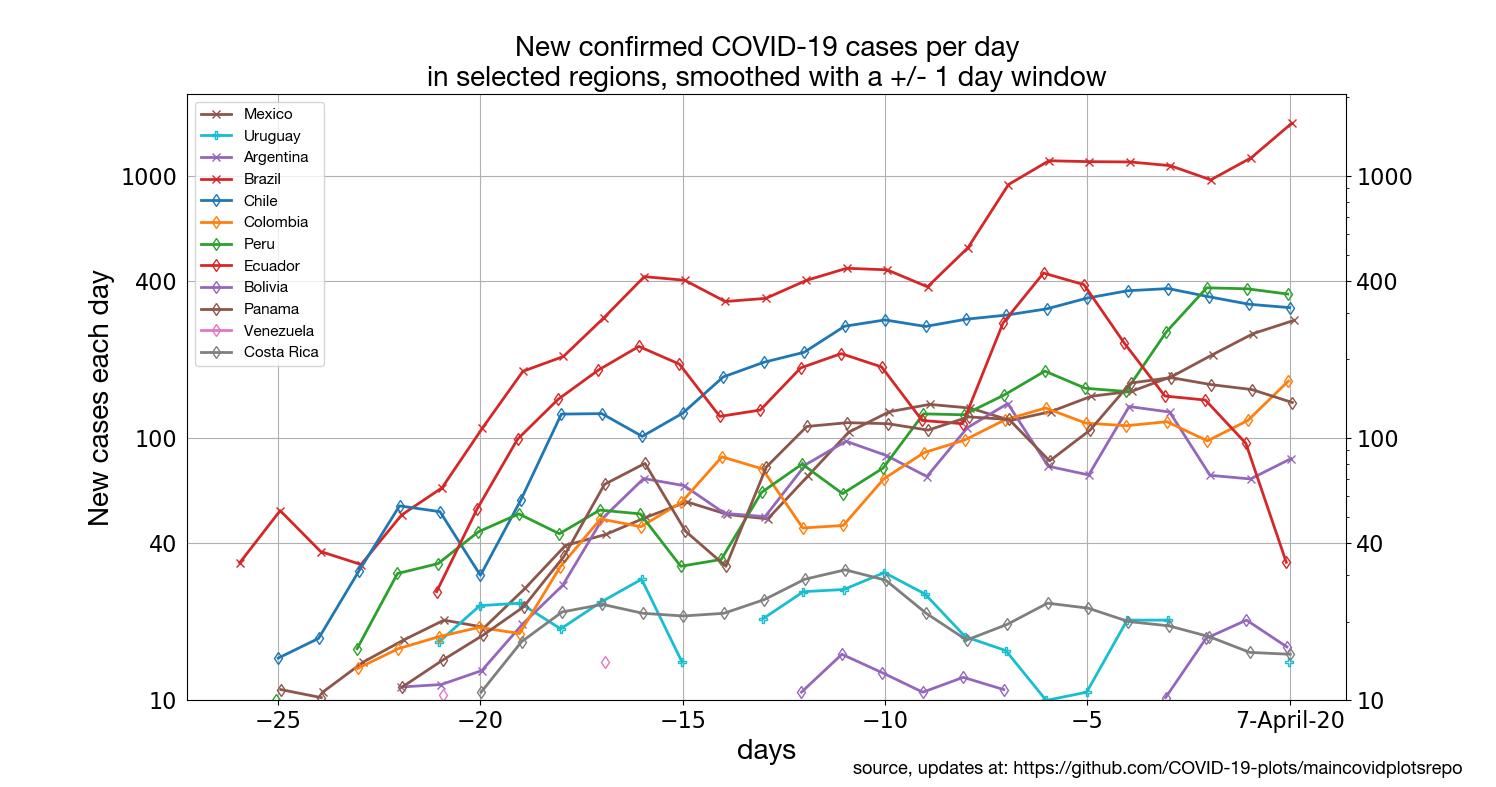 New confirmed COVID-19 cases per day
in selected regions, smoothed with a +/- 1 day window
Mexico
Uruguay
Argentina
Brazil
Chile
Colombia
Peru
Ecuador
Bolivia
Panama
Venezuela
Costa Rica
New cases each day
1000
400
100
40
10
1000
400
100
40
10
−25
−20
−15
−10
−5
7-April-20
days
source, updates at: https://github.com/COVID-19-plots/maincovidplotsrepo